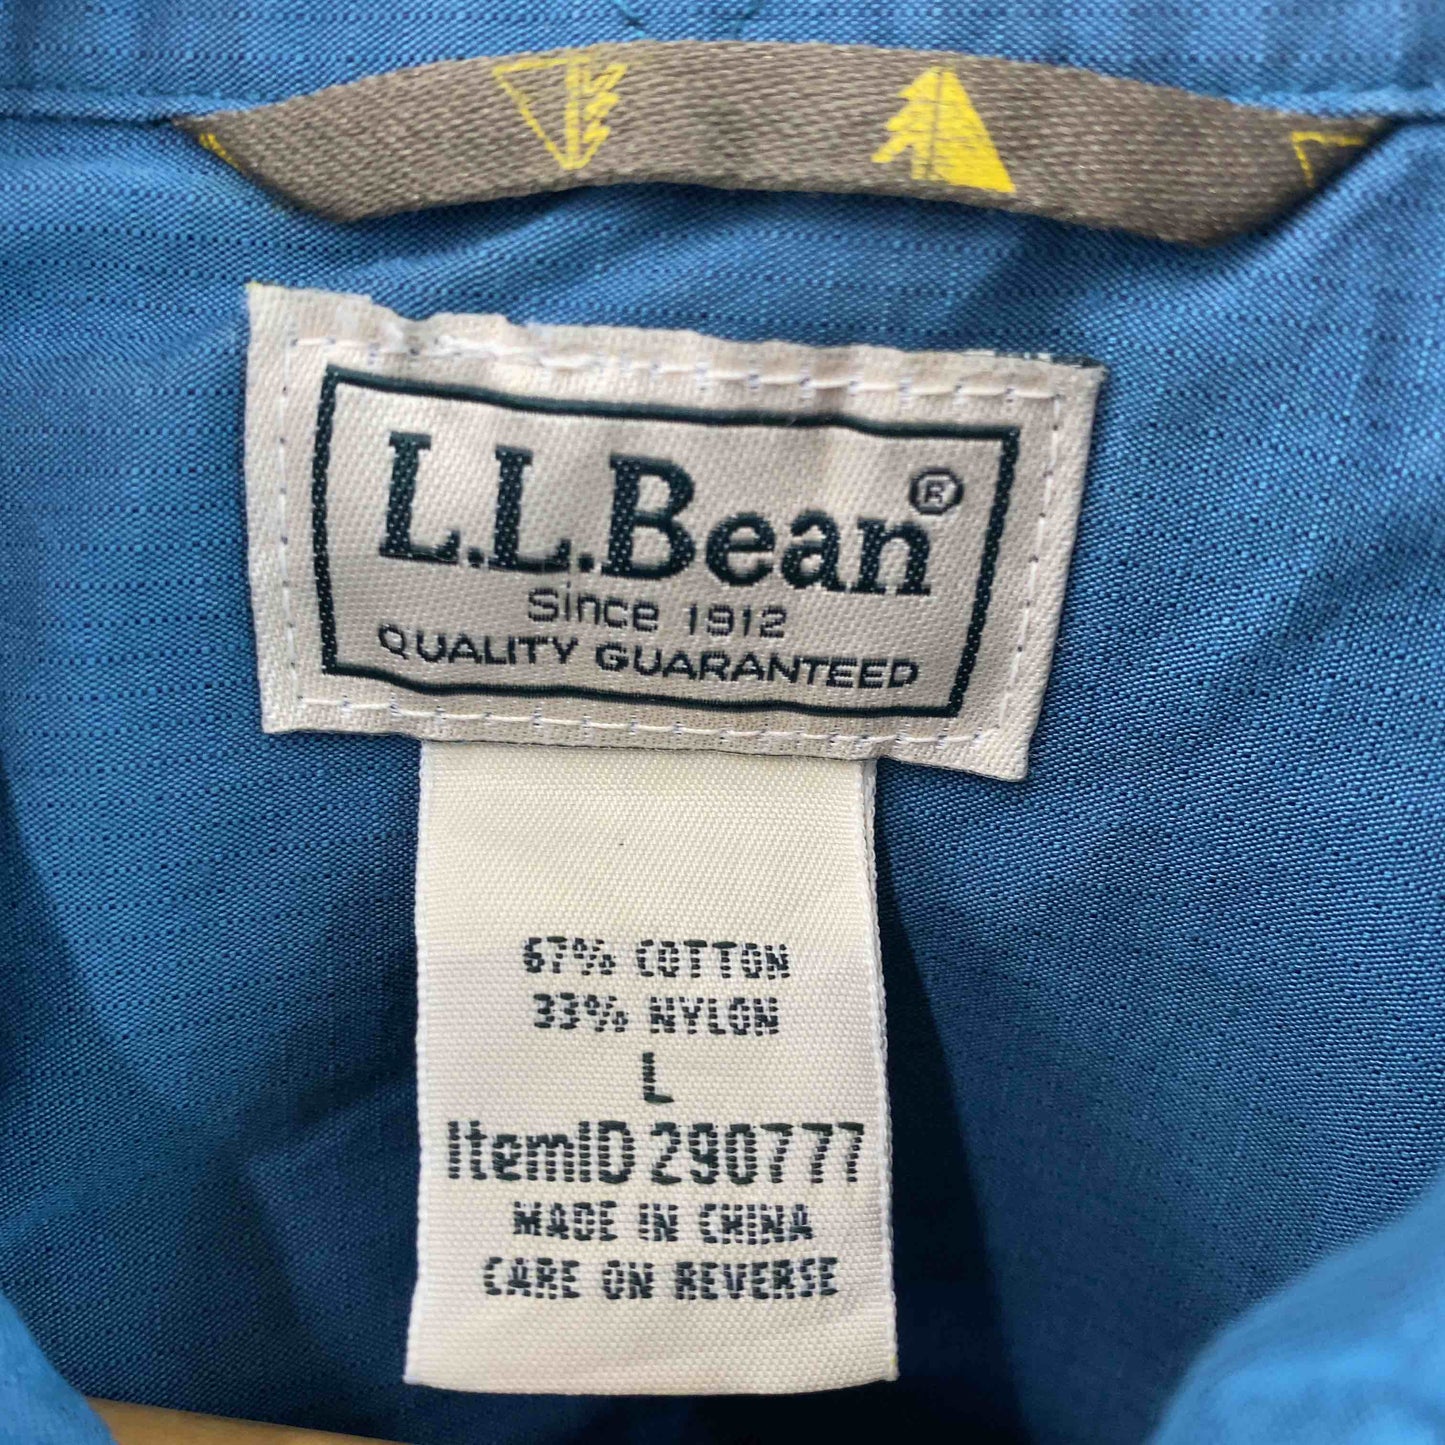 L.L.Bean®
Since 1912
QUALITY GUARANTEED
67% COTTON
33% NYLON
L
ItemID 290777
MADE IN CHINA
CARE ON REVERSE